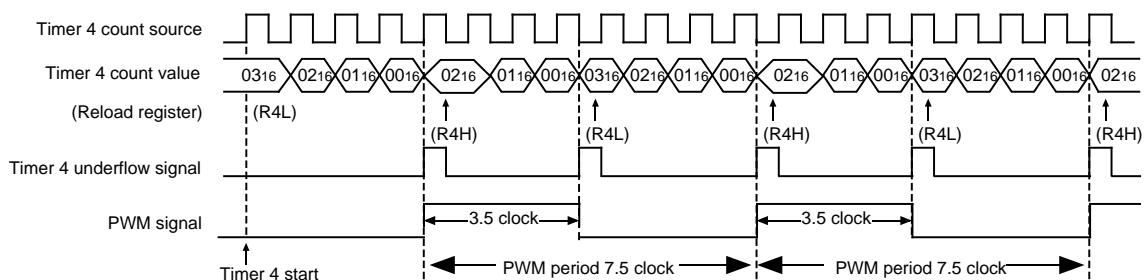 Timer 4 count source
Timer 4 count value
03₁₆ 02₁₆ 01₁₆ 00₁₆ 02₁₆ 01₁₆ 00₁₆ 03₁₆ 02₁₆ 01₁₆ 00₁₆ 02₁₆ 01₁₆ 00₁₆ 03₁₆ 02₁₆ 01₁₆ 00₁₆ 02₁₆
(Reload register)
(R4L) (R4H) (R4L) (R4H) (R4L) (R4H)
Timer 4 underflow signal
PWM signal
3.5 clock 3.5 clock
Timer 4 start
PWM period 7.5 clock PWM period 7.5 clock